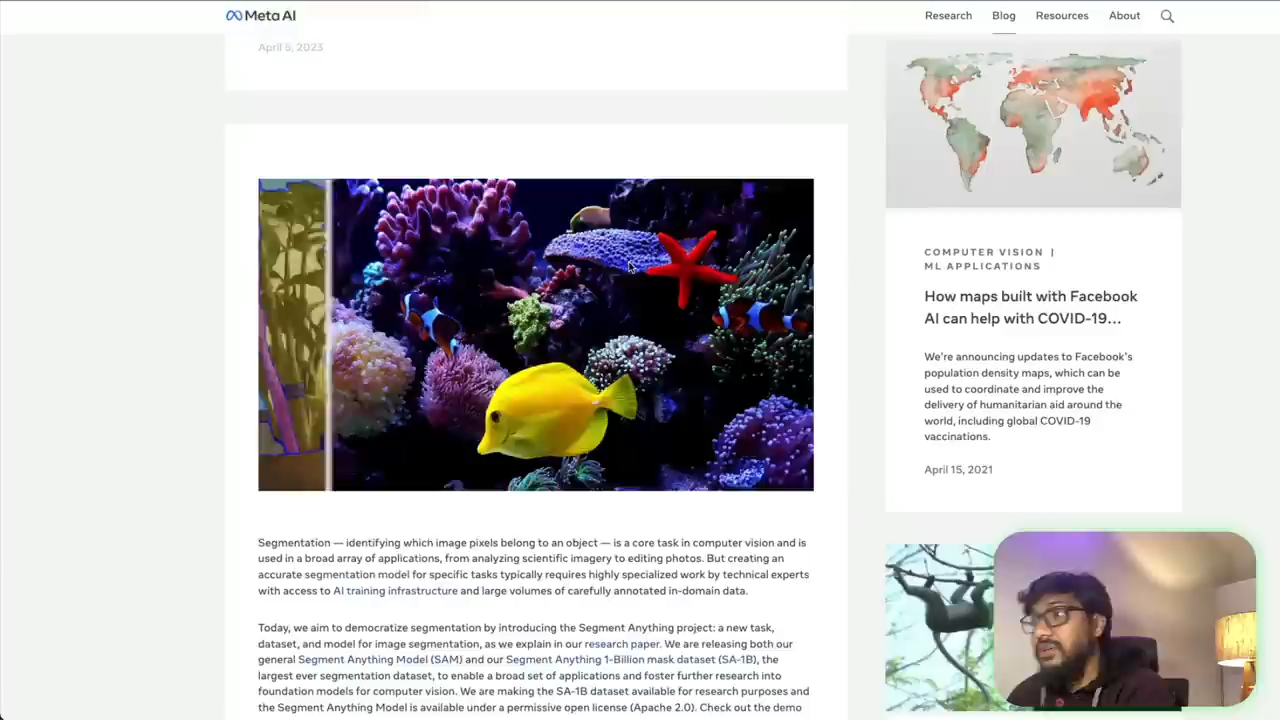 Meta AI
Research
Blog
Resources
About
April 5, 2023
Segmentation — identifying which image pixels belong to an object — is a core task in computer vision and is
used in a broad array of applications, from analyzing scientific imagery to editing photos. But creating an
accurate segmentation model for specific tasks typically requires highly specialized work by technical experts
with access to AI training infrastructure and large volumes of carefully annotated in-domain data.
Today, we aim to democratize segmentation by introducing the Segment Anything project: a new task,
dataset, and model for image segmentation, as we explain in our research paper. We are releasing both our
general Segment Anything Model (SAM) and our Segment Anything 1-Billion mask dataset (SA-1B), the
largest ever segmentation dataset, to enable a broad set of applications and foster further research into
foundation models for computer vision. We are making the SA-1B dataset available for research purposes and
the Segment Anything Model is available under a permissive open license (Apache 2.0). Check out the demo
COMPUTER VISION |
ML APPLICATIONS
How maps built with Facebook
AI can help with COVID-19...
We're announcing updates to Facebook's
population density maps, which can be
used to coordinate and improve the
delivery of humanitarian aid around the
world, including global COVID-19
vaccinations.
April 15, 2021